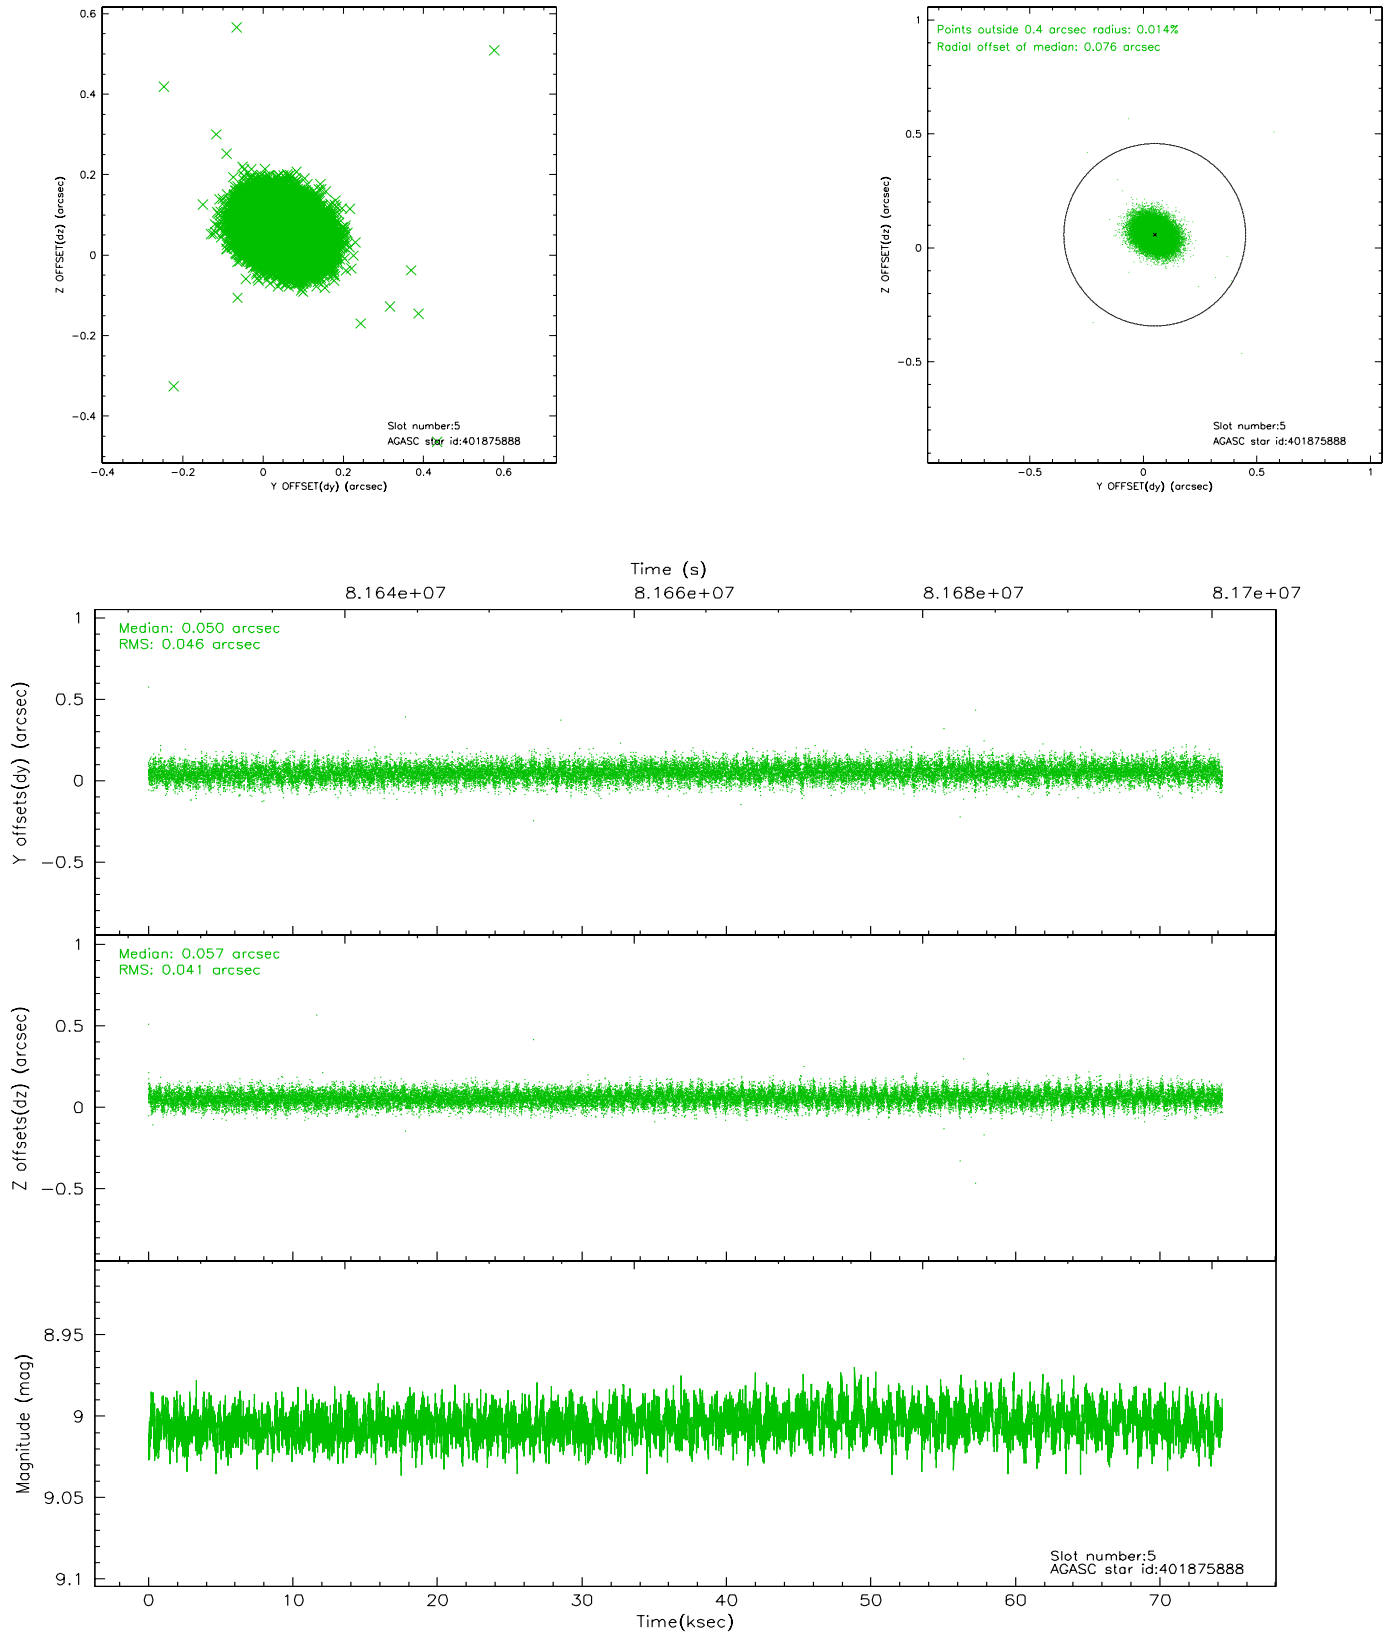 0.6
0.4
0.2
0
−0.2
−0.4
−0.4
−0.2
0
0.2
0.4
0.6
Z OFFSET(dz) (arcsec)
Y OFFSET(dy) (arcsec)
Slot number:5
AGASC star id:401875888
Points outside 0.4 arcsec radius: 0.014%
Radial offset of median: 0.076 arcsec
1
0.5
0
−0.5
−0.5
0
0.5
1
Z OFFSET(dz) (arcsec)
Y OFFSET(dy) (arcsec)
Slot number:5
AGASC star id:401875888
Time (s)
8.164e+07
8.166e+07
8.168e+07
8.17e+07
Median: 0.050 arcsec
RMS: 0.046 arcsec
1
0.5
0
−0.5
Y offsets(dy) (arcsec)
Median: 0.057 arcsec
RMS: 0.041 arcsec
1
0.5
0
−0.5
Z offsets(dz) (arcsec)
8.95
9
9.05
9.1
Magnitude (mag)
Slot number:5
AGASC star id:401875888
0
10
20
30
40
50
60
70
Time(ksec)